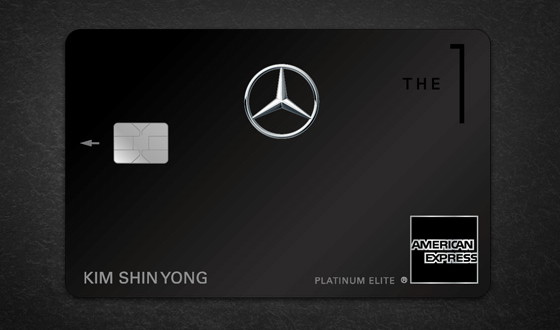 THE 1
KIM SHINYONG
PLATINUM ELITE ®
AMERICAN
EXPRESS